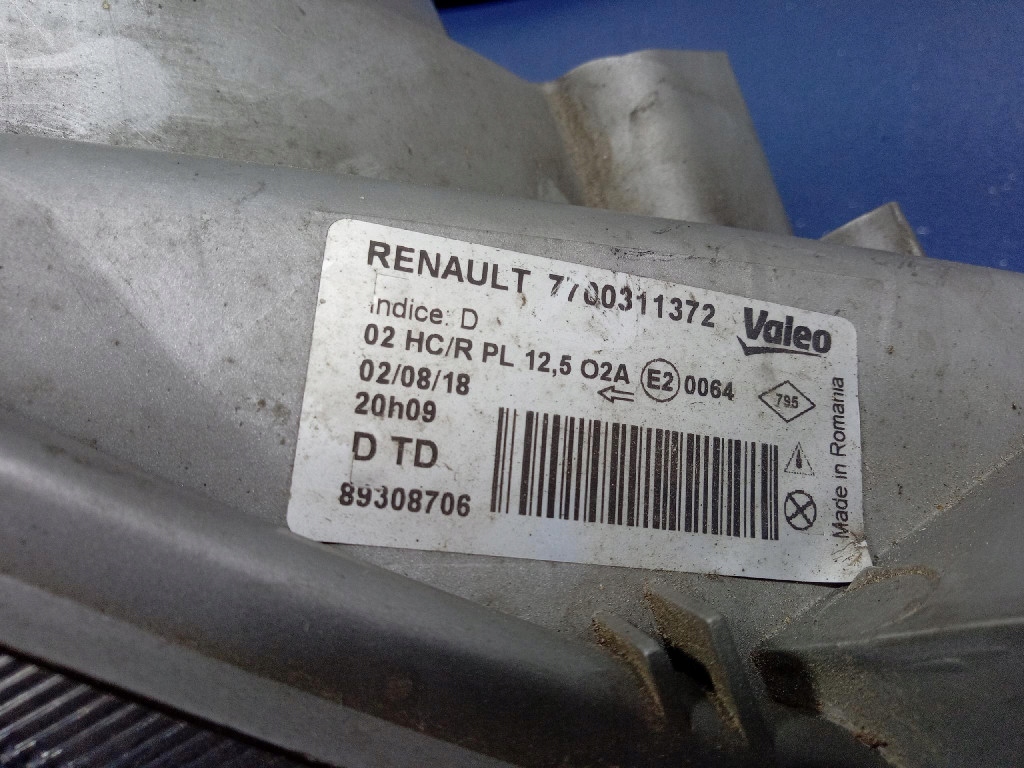 RENAULT 7700311372
Valeo
Indice: D
02 HC/R PL 12,5 O2A E2 0064
02/08/18
20h09
795
D TD
89308706
Made in Romania